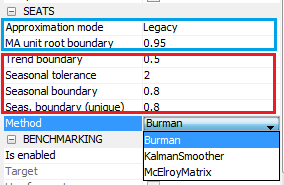 SEATS
Approximation mode Legacy
MA unit root boundary 0.95
Trend boundary 0.5
Seasonal tolerance 2
Seasonal boundary 0.8
Seas. boundary (unique) 0.8
Method Burman
Burman
KalmanSmoother
McElroyMatrix
BENCHMARKING
Is enabled
Target